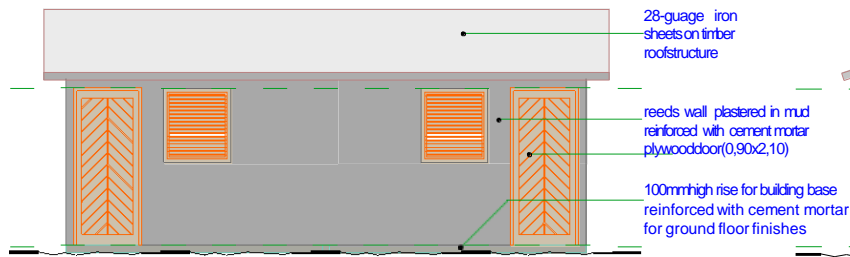 28-guage iron
sheets on timber
roofstructure
reeds wall plastered in mud
reinforced with cement mortar
plywooddoor(0,90x2,10)
100mmhigh rise for building base
reinforced with cement mortar
for ground floor finishes